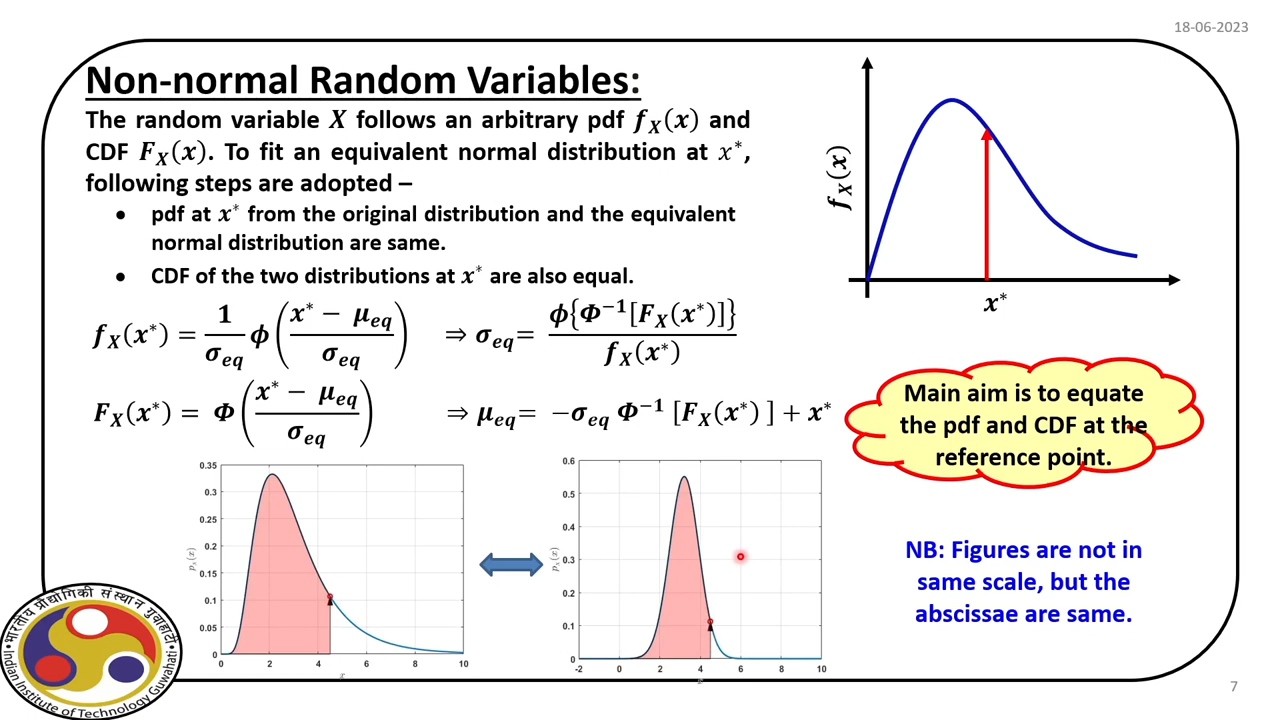 18-06-2023
Non-normal Random Variables:
The random variable X follows an arbitrary pdf f_X(x) and
CDF F_X(x). To fit an equivalent normal distribution at x*,
following steps are adopted –
• pdf at x* from the original distribution and the equivalent
normal distribution are same.
• CDF of the two distributions at x* are also equal.
f_X(x*) = 1/σ_eq ϕ((x* − μ_eq)/σ_eq) ⇒ σ_eq = ϕ{Φ⁻¹[F_X(x*)]}/f_X(x*)
F_X(x*) = Φ((x* − μ_eq)/σ_eq) ⇒ μ_eq = −σ_eq Φ⁻¹ [F_X(x*) ] + x*
f_X(x)
x*
Main aim is to equate
the pdf and CDF at the
reference point.
NB: Figures are not in
same scale, but the
abscissae are same.
0.35
0.3
0.25
0.2
0.15
0.1
0.05
0
0 2 4 6 8 10
p_x(x)
x
0.6
0.5
0.4
0.3
0.2
0.1
0
-2 0 2 4 6 8 10
p_x(x)
x
भारतीय प्रौद्योगिकी संस्थान गुवाहाटी
Indian Institute of Technology Guwahati
7